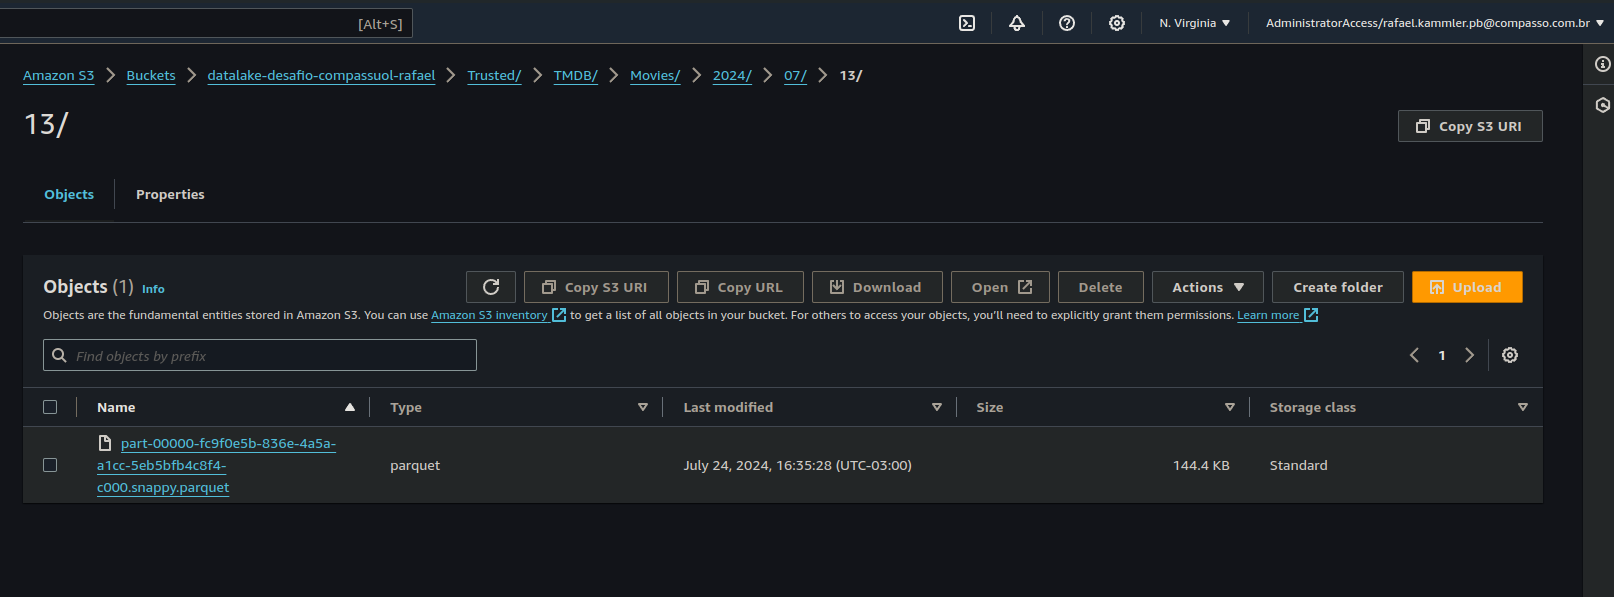 [Alt+S] N. Virginia AdministratorAccess/rafael.kammler.pb@compasso.com.br
Amazon S3 Buckets datalake-desafio-compassuol-rafael Trusted/ TMDB/ Movies/ 2024/ 07/ 13/
13/
Copy S3 URI
Objects Properties
Objects (1) Info Copy S3 URI Copy URL Download Open Delete Actions Create folder Upload
Objects are the fundamental entities stored in Amazon S3. You can use Amazon S3 inventory to get a list of all objects in your bucket. For others to access your objects, you’ll need to explicitly grant them permissions. Learn more
Find objects by prefix 1
Name Type Last modified Size Storage class
part-00000-fc9f0e5b-836e-4a5a-
a1cc-5eb5bfb4c8f4- parquet July 24, 2024, 16:35:28 (UTC-03:00) 144.4 KB Standard
c000.snappy.parquet